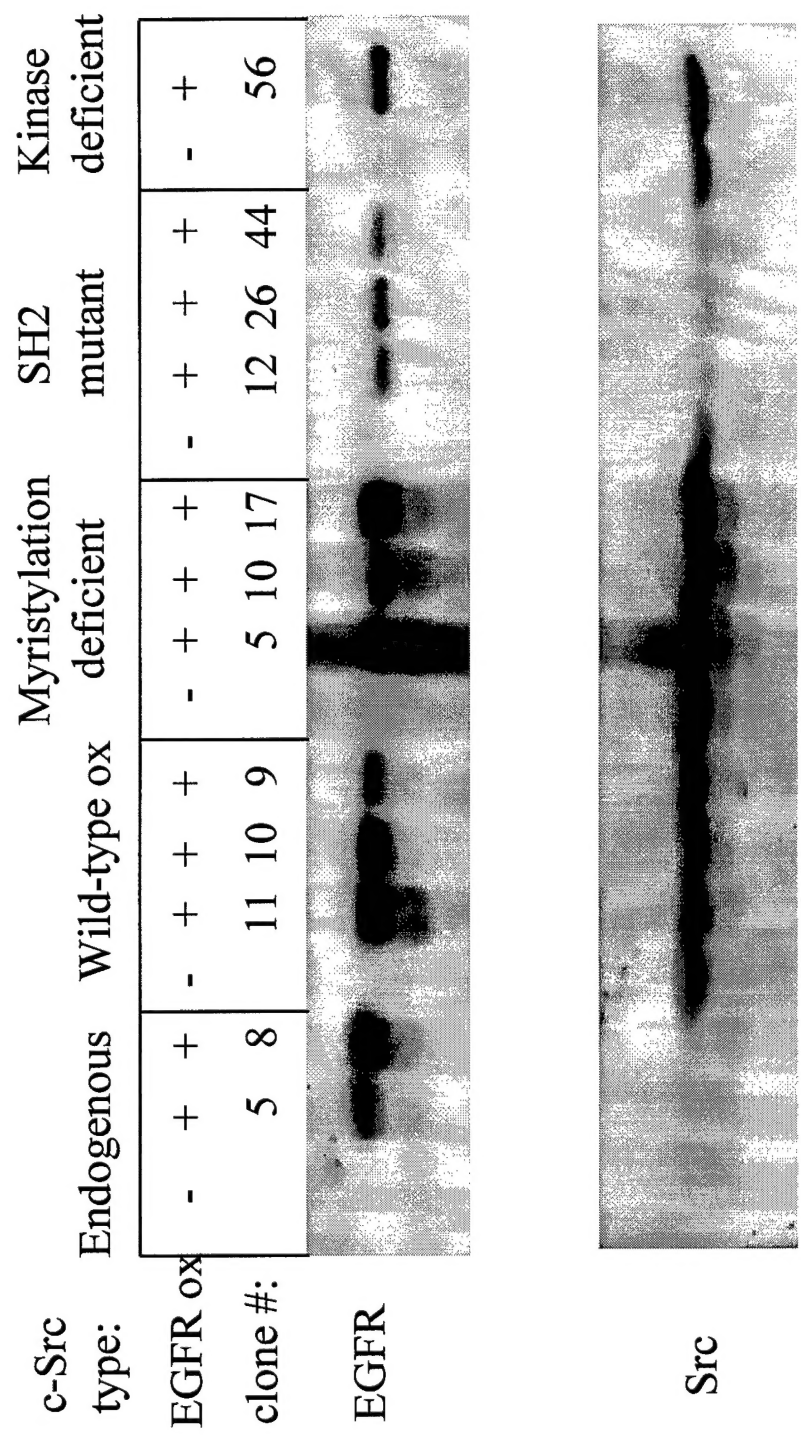 c-Src type: Endogenous Wild-type ox Myristylation deficient SH2 mutant Kinase deficient
EGFR ox - + + - + + + - + + + - + + + - +
clone #: 5 8 11 10 9 5 10 17 12 26 44 56
EGFR
Src